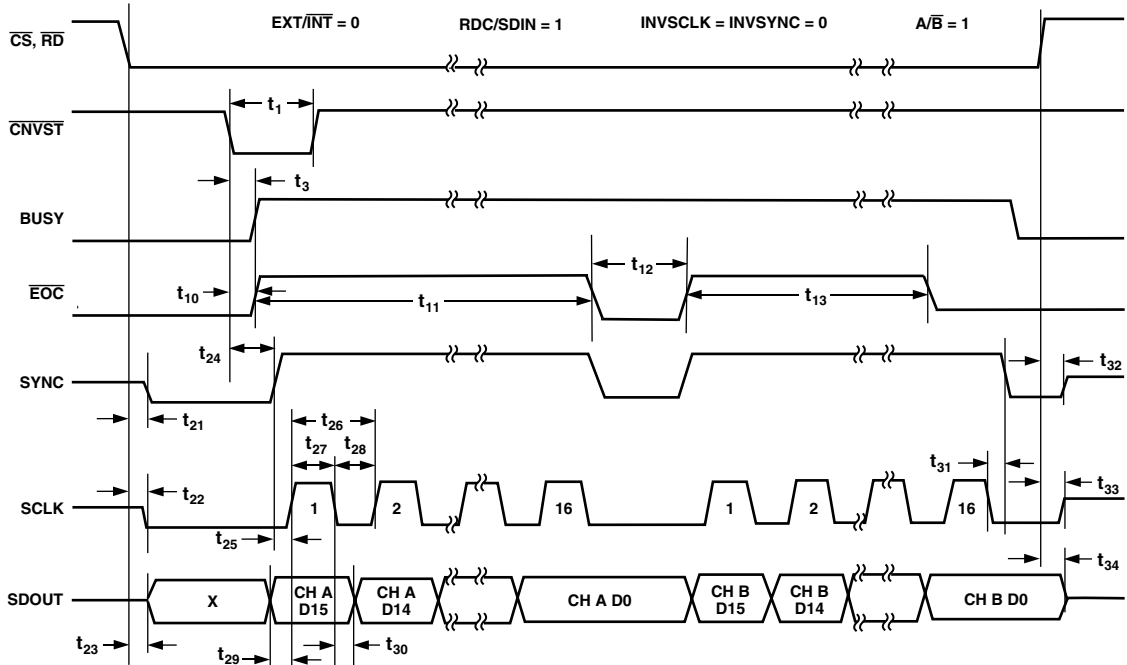 EXT/INT = 0 RDC/SDIN = 1 INVSCLK = INVSYNC = 0 A/B = 1
CS, RD
t1
CNVST
t3
BUSY
t12
EOC
t10
t11
t13
t24
SYNC
t32
t21
t26
t27 t28
t31
t22
t33
SCLK
1 2 16 1 2 16
t25
t34
SDOUT
X
CH A D15
CH A D14
CH A D0
CH B D15
CH B D14
CH B D0
t23
t29
t30